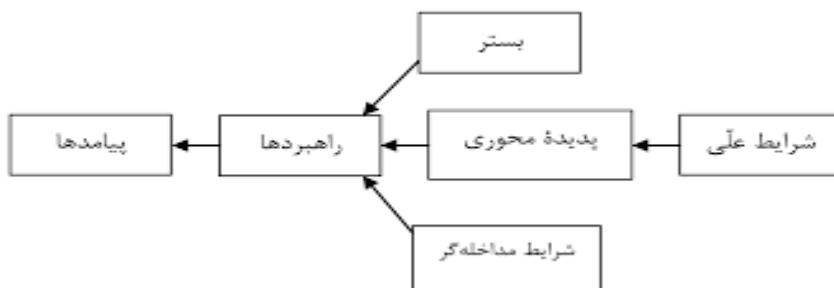 بستر
شرایط علّی
پدیدهٔ محوری
راهبردها
پیامدها
شرایط مداخله‌گر